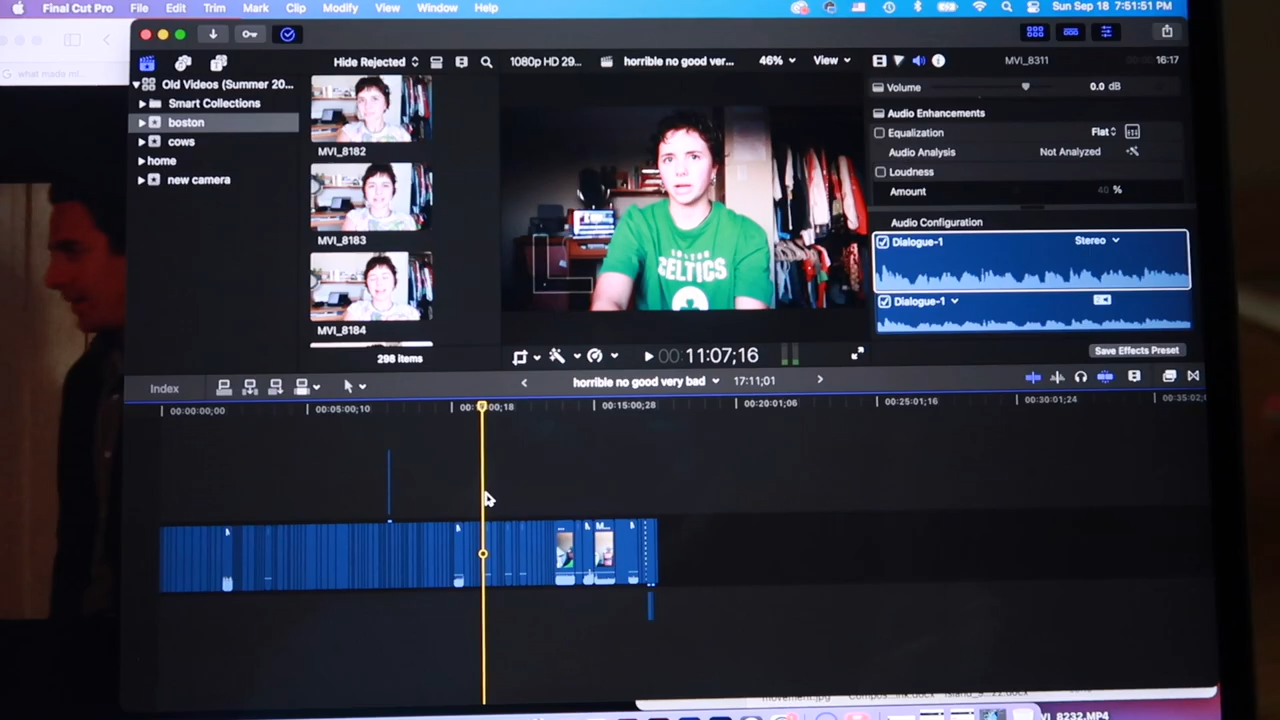 Final Cut Pro File Edit Trim Mark Clip Modify View Window Help Sun Sep 18 7:51:51 PM
Hide Rejected 1080p HD 29... horrible no good ver... 46% View MVI_8311 16:17
Old Videos (Summer 20...
Smart Collections
boston
cows
home
new camera
MVI_8182
MVI_8183
MVI_8184
298 items
CELTICS
Volume 0.0 dB
Audio Enhancements
Equalization Flat
Audio Analysis Not Analyzed
Loudness
Amount 40 %
Audio Configuration
Dialogue-1 Stereo
Dialogue-1
Save Effects Preset
00:11:07;16
Index horrible no good very bad 17:11;01
00:00:00;00 00:05:00;10 00:15:00;28 00:20:01;06 00:25:01;16 00:30:01;24
M...
movement.jpg
VI_8232.MP4